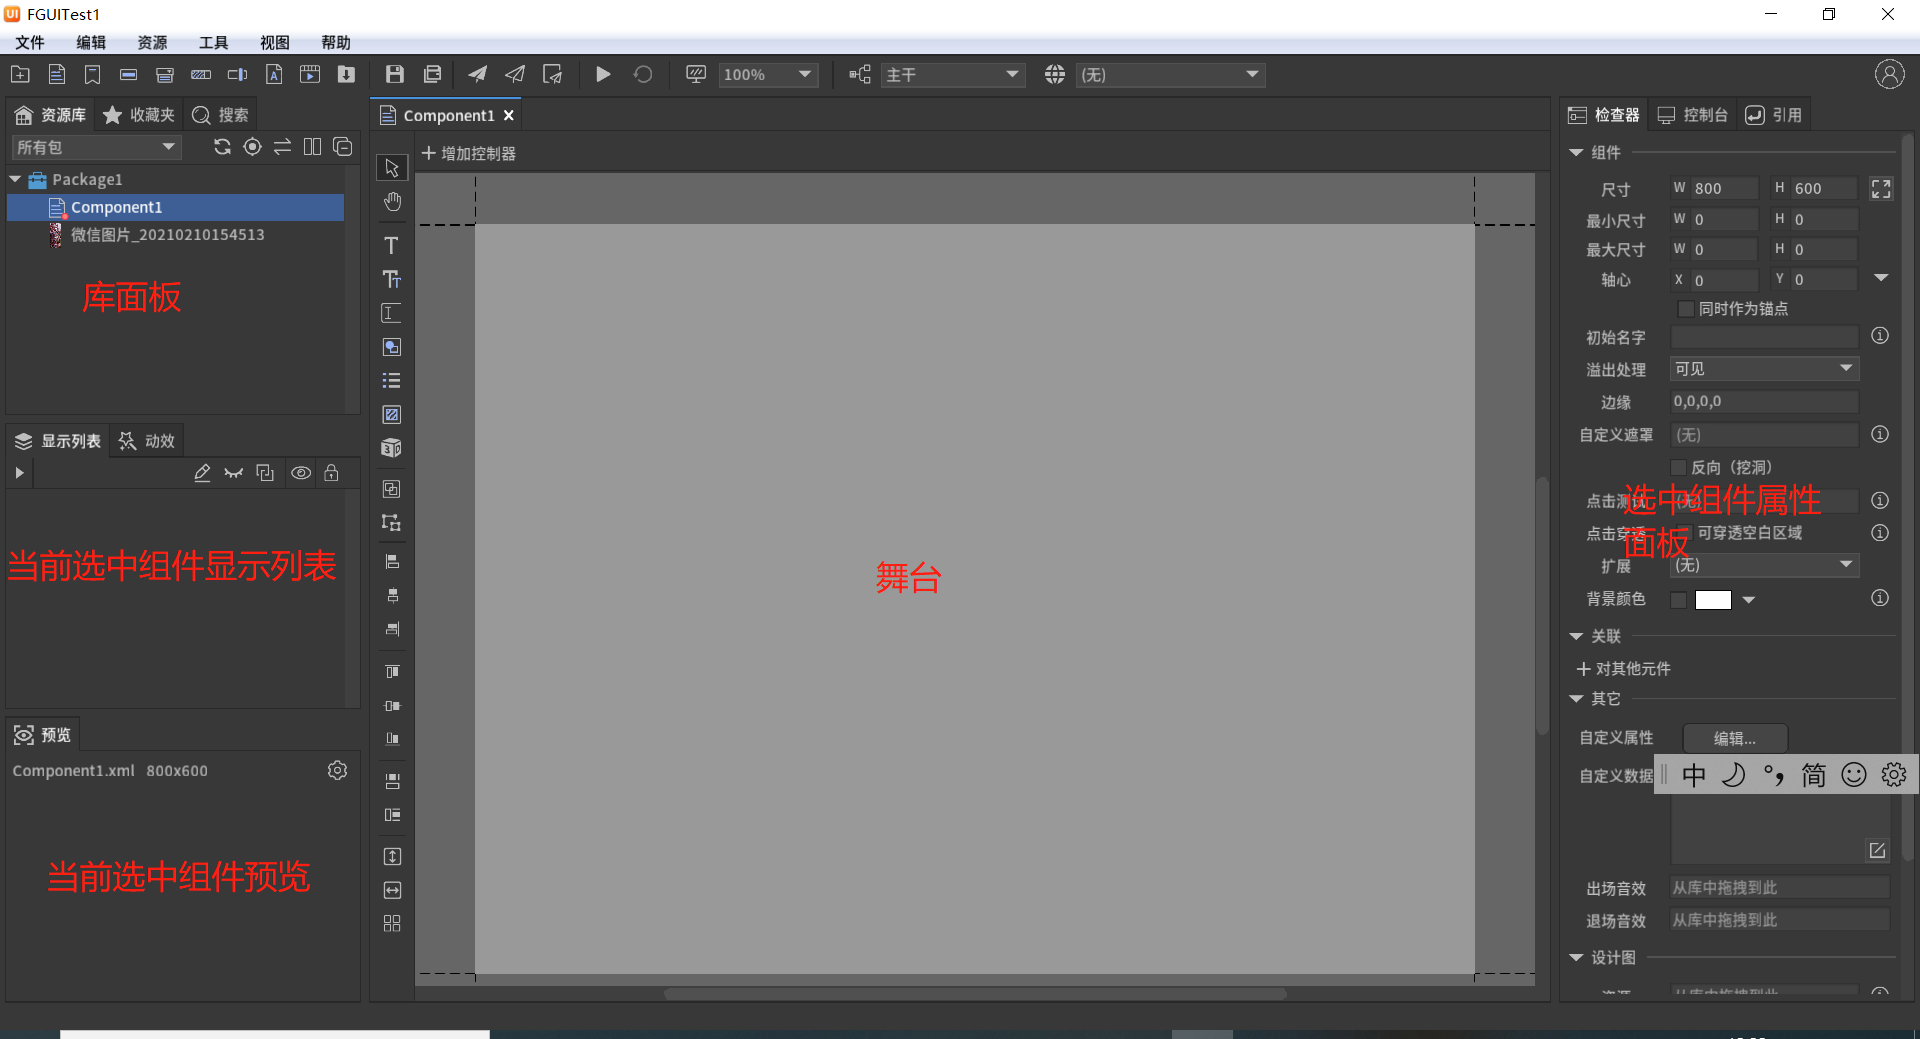 FGUITest1
文件 编辑 资源 工具 视图 帮助
100% 主干 (无)
资源库 收藏夹 搜索
所有包
Package1
Component1
微信图片_20210210154513
库面板
显示列表 动效
当前选中组件显示列表
预览
Component1.xml 800x600
当前选中组件预览
Component1
增加控制器
舞台
检查器 控制台 引用
组件
尺寸 W 800 H 600
最小尺寸 W 0 H 0
最大尺寸 W 0 H 0
轴心 X 0 Y 0
同时作为锚点
初始名字
溢出处理 可见
边缘 0,0,0,0
自定义遮罩 (无)
反向（挖洞）
点击测试 (无)
选中组件属性
面板
点击穿透 可穿透空白区域
扩展 (无)
背景颜色
关联
对其他元件
其它
自定义属性 编辑...
自定义数据
中 °, 简
出场音效 从库中拖拽到此
退场音效 从库中拖拽到此
设计图
资源 从库中拖拽到此